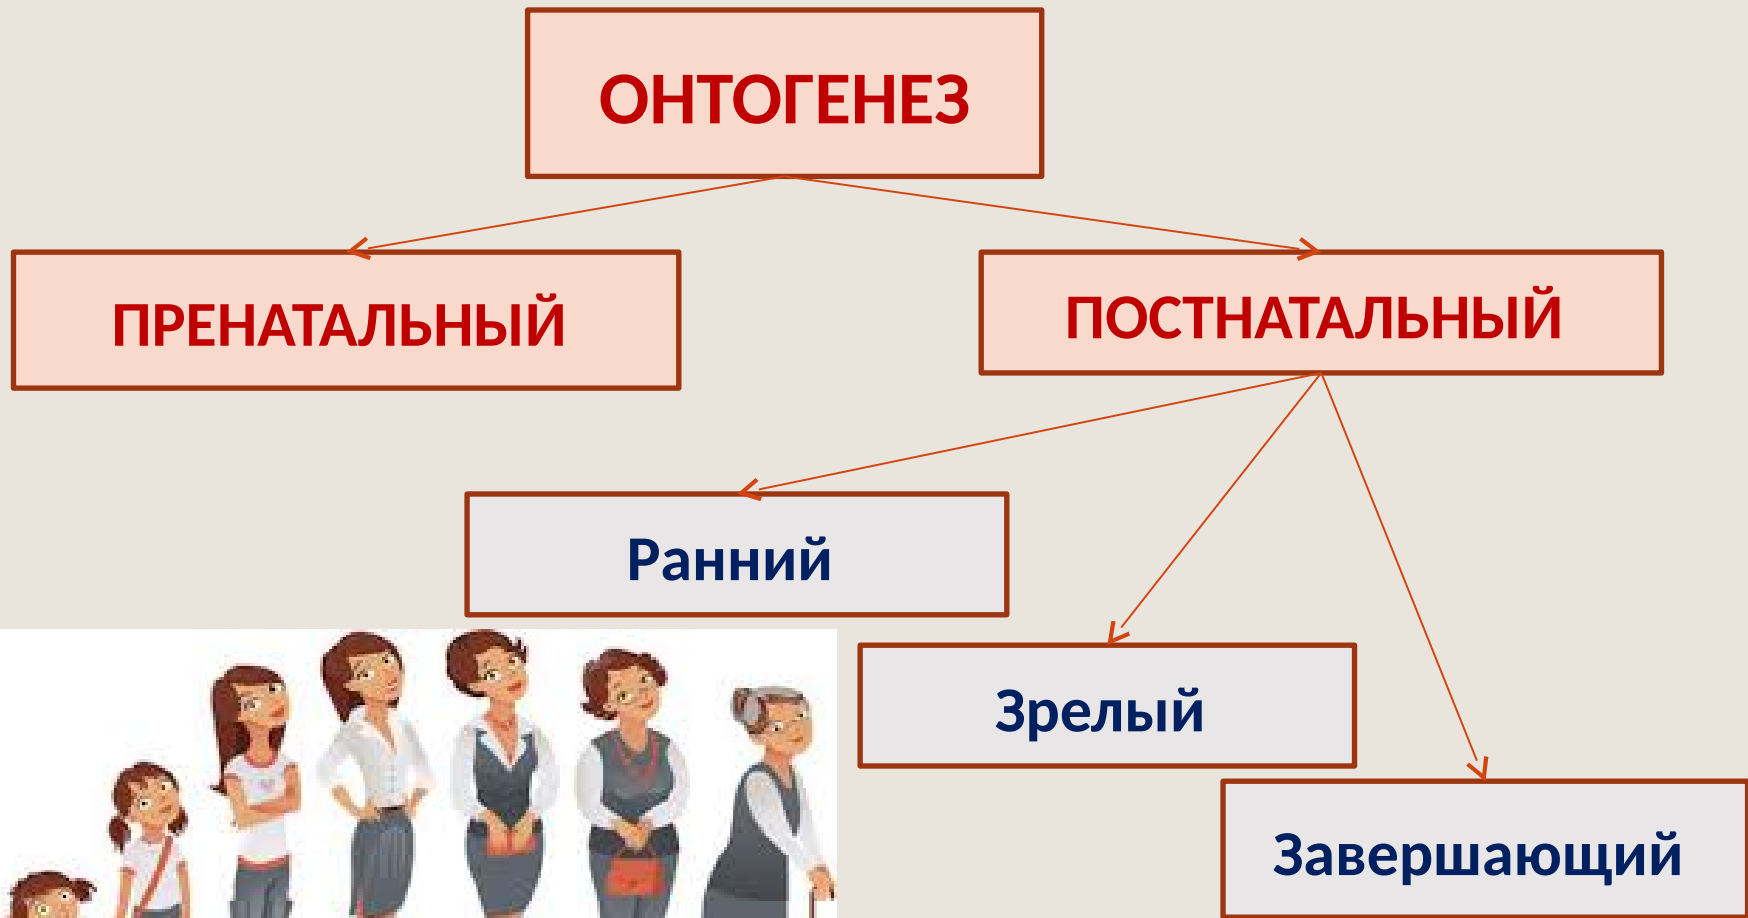 ОНТОГЕНЕЗ
ПРЕНАТАЛЬНЫЙ
ПОСТНАТАЛЬНЫЙ
Ранний
Зрелый
Завершающий